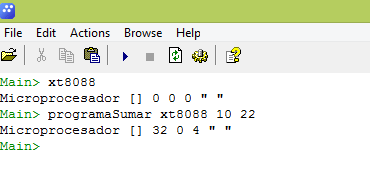 File Edit Actions Browse Help
Main> xt8088
Microprocesador [] 0 0 0 " "
Main> programaSumar xt8088 10 22
Microprocesador [] 32 0 4 " "
Main>